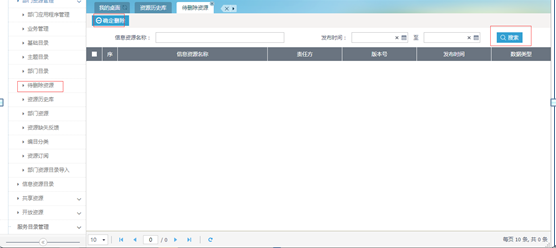 部门资源管理
部门应用程序管理
业务管理
基础目录
主题目录
部门目录
待删除资源
资源历史库
部门资源
资源缺失反馈
编目分类
资源订阅
部门资源目录导入
信息资源目录
共享资源
开放资源
服务目录管理
我的桌面 资源历史库 待删除资源
确定删除
信息资源名称： 发布时间： 至 搜索
序 信息资源名称 责任方 版本号 发布时间 数据类型
10 0 / 0 每页 10 条, 共 0 条